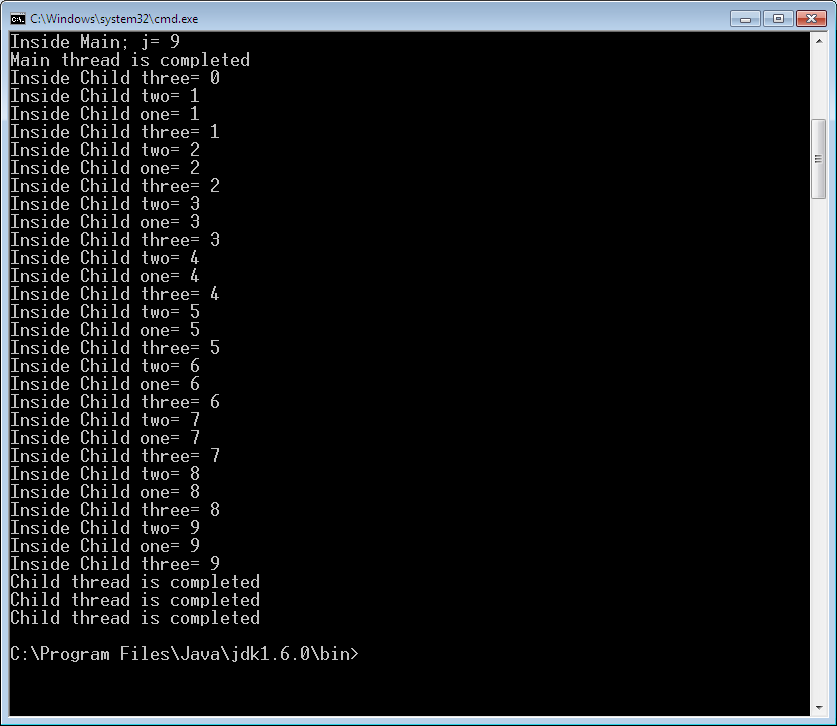 C:\Windows\system32\cmd.exe
Inside Main; j= 9
Main thread is completed
Inside Child three= 0
Inside Child two= 1
Inside Child one= 1
Inside Child three= 1
Inside Child two= 2
Inside Child one= 2
Inside Child three= 2
Inside Child two= 3
Inside Child one= 3
Inside Child three= 3
Inside Child two= 4
Inside Child one= 4
Inside Child three= 4
Inside Child two= 5
Inside Child one= 5
Inside Child three= 5
Inside Child two= 6
Inside Child one= 6
Inside Child three= 6
Inside Child two= 7
Inside Child one= 7
Inside Child three= 7
Inside Child two= 8
Inside Child one= 8
Inside Child three= 8
Inside Child two= 9
Inside Child one= 9
Inside Child three= 9
Child thread is completed
Child thread is completed
Child thread is completed
C:\Program Files\Java\jdk1.6.0\bin>